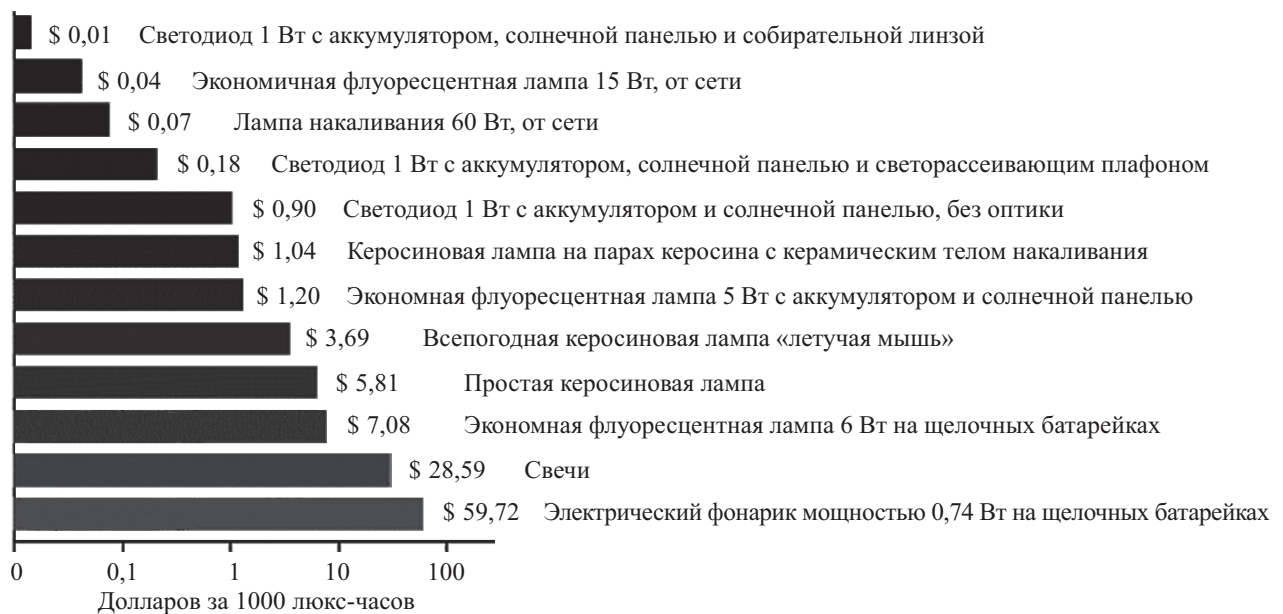 $ 0,01 Светодиод 1 Вт с аккумулятором, солнечной панелью и собирательной линзой
$ 0,04 Экономичная флуоресцентная лампа 15 Вт, от сети
$ 0,07 Лампа накаливания 60 Вт, от сети
$ 0,18 Светодиод 1 Вт с аккумулятором, солнечной панелью и светорассеивающим плафоном
$ 0,90 Светодиод 1 Вт с аккумулятором и солнечной панелью, без оптики
$ 1,04 Керосиновая лампа на парах керосина с керамическим телом накаливания
$ 1,20 Экономная флуоресцентная лампа 5 Вт с аккумулятором и солнечной панелью
$ 3,69 Всепогодная керосиновая лампа «летучая мышь»
$ 5,81 Простая керосиновая лампа
$ 7,08 Экономная флуоресцентная лампа 6 Вт на щелочных батарейках
$ 28,59 Свечи
$ 59,72 Электрический фонарик мощностью 0,74 Вт на щелочных батарейках
0 0,1 1 10 100
Долларов за 1000 люкс-часов